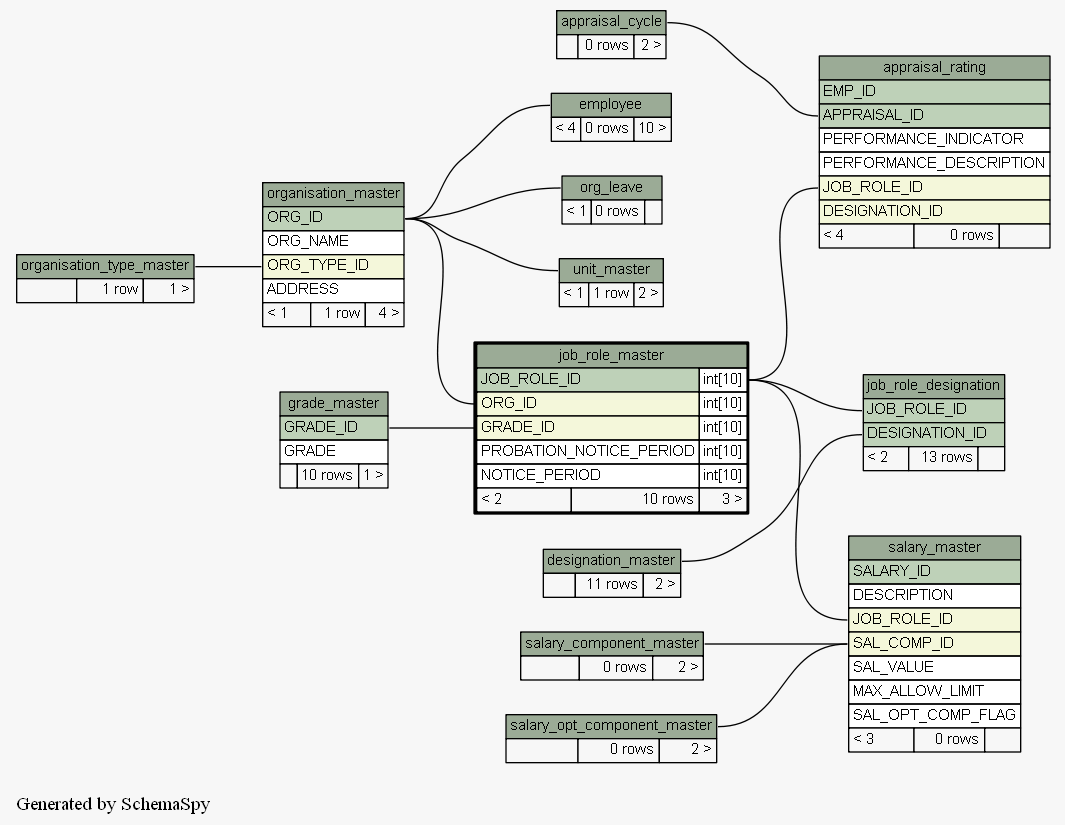 appraisal_cycle
0 rows 2 >
appraisal_rating
EMP_ID
APPRAISAL_ID
PERFORMANCE_INDICATOR
PERFORMANCE_DESCRIPTION
JOB_ROLE_ID
DESIGNATION_ID
< 4 0 rows
employee
< 4 0 rows 10 >
org_leave
< 1 0 rows
unit_master
< 1 1 row 2 >
organisation_master
ORG_ID
ORG_NAME
ORG_TYPE_ID
ADDRESS
< 1 1 row 4 >
organisation_type_master
1 row 1 >
job_role_master
JOB_ROLE_ID int[10]
ORG_ID int[10]
GRADE_ID int[10]
PROBATION_NOTICE_PERIOD int[10]
NOTICE_PERIOD int[10]
< 2 10 rows 3 >
grade_master
GRADE_ID
GRADE
10 rows 1 >
job_role_designation
JOB_ROLE_ID
DESIGNATION_ID
< 2 13 rows
designation_master
11 rows 2 >
salary_master
SALARY_ID
DESCRIPTION
JOB_ROLE_ID
SAL_COMP_ID
SAL_VALUE
MAX_ALLOW_LIMIT
SAL_OPT_COMP_FLAG
< 3 0 rows
salary_component_master
0 rows 2 >
salary_opt_component_master
0 rows 2 >
Generated by SchemaSpy